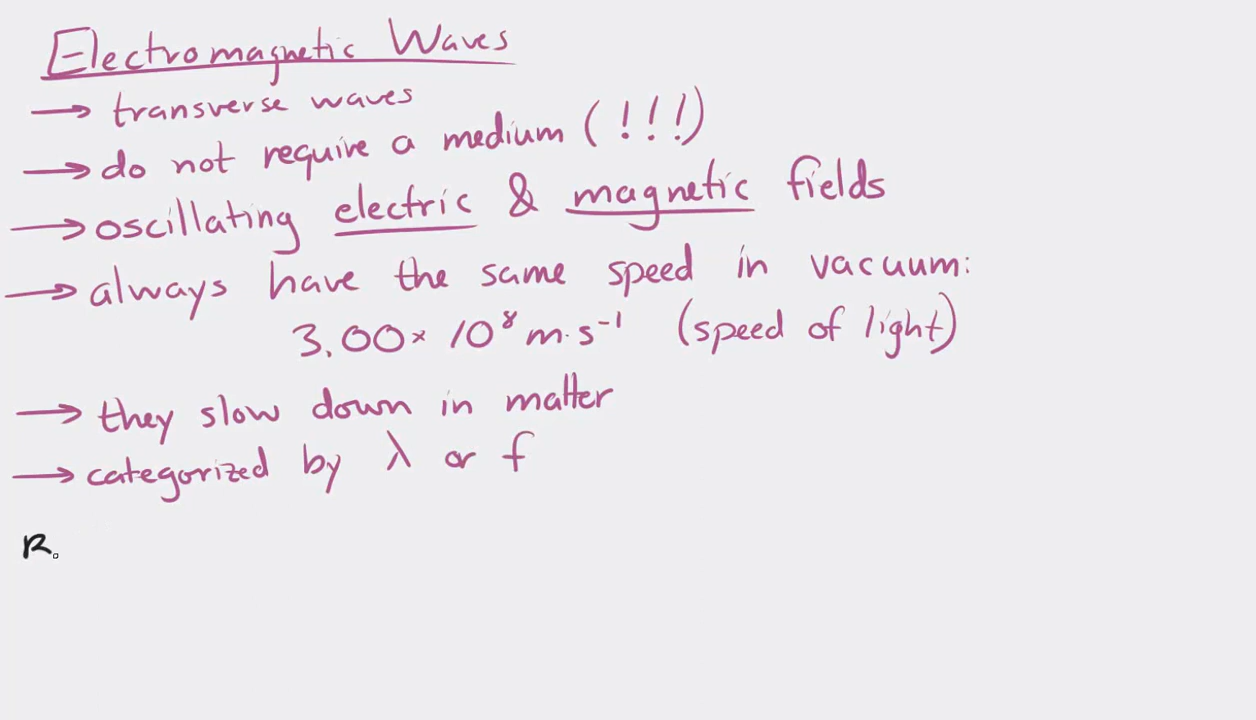 Electromagnetic Waves
→ transverse waves
→ do not require a medium (!!!)
→ oscillating electric & magnetic fields
→ always have the same speed in vacuum:
3.00 × 10⁸ m·s⁻¹ (speed of light)
→ they slow down in matter
→ categorized by λ or f
R